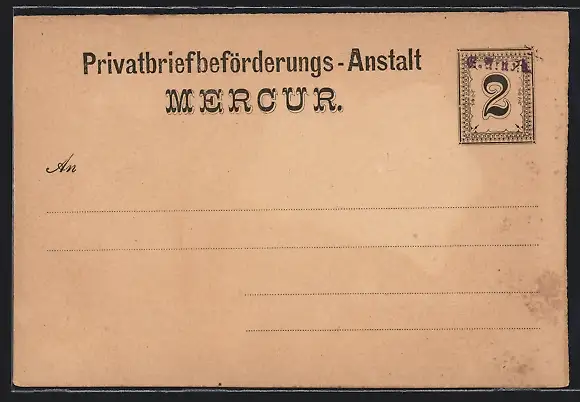 Privatbriefbeförderungs-Anstalt
MERCUR.
2
An